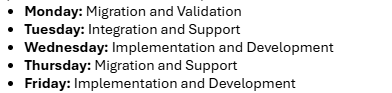 • Monday: Migration and Validation
• Tuesday: Integration and Support
• Wednesday: Implementation and Development
• Thursday: Migration and Support
• Friday: Implementation and Development